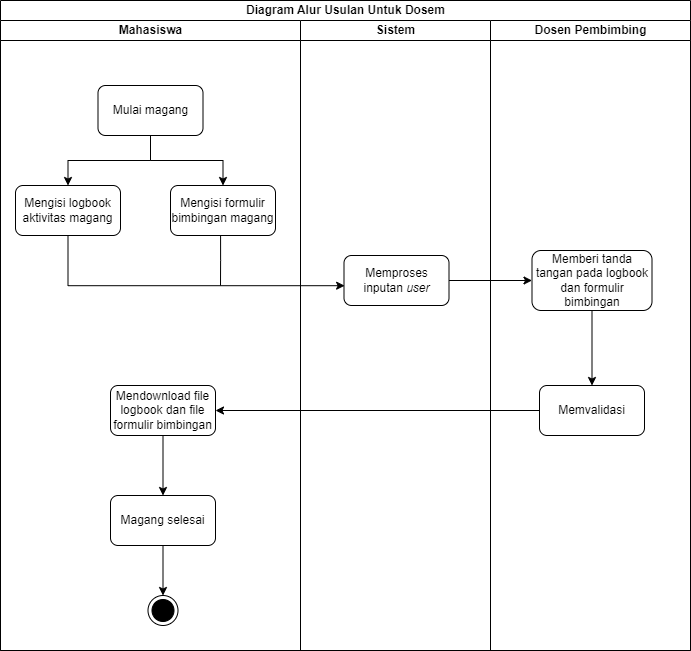 Diagram Alur Usulan Untuk Dosem
Mahasiswa
Sistem
Dosen Pembimbing
Mulai magang
Mengisi logbook
aktivitas magang
Mengisi formulir
bimbingan magang
Memproses
inputan user
Memberi tanda
tangan pada logbook
dan formulir
bimbingan
Memvalidasi
Mendownload file
logbook dan file
formulir bimbingan
Magang selesai